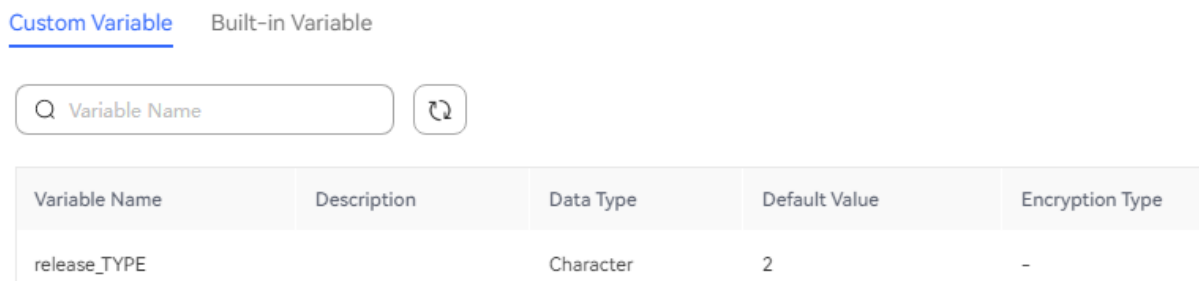 Custom Variable Built-in Variable
Variable Name
Variable Name Description Data Type Default Value Encryption Type
release_TYPE Character 2 -